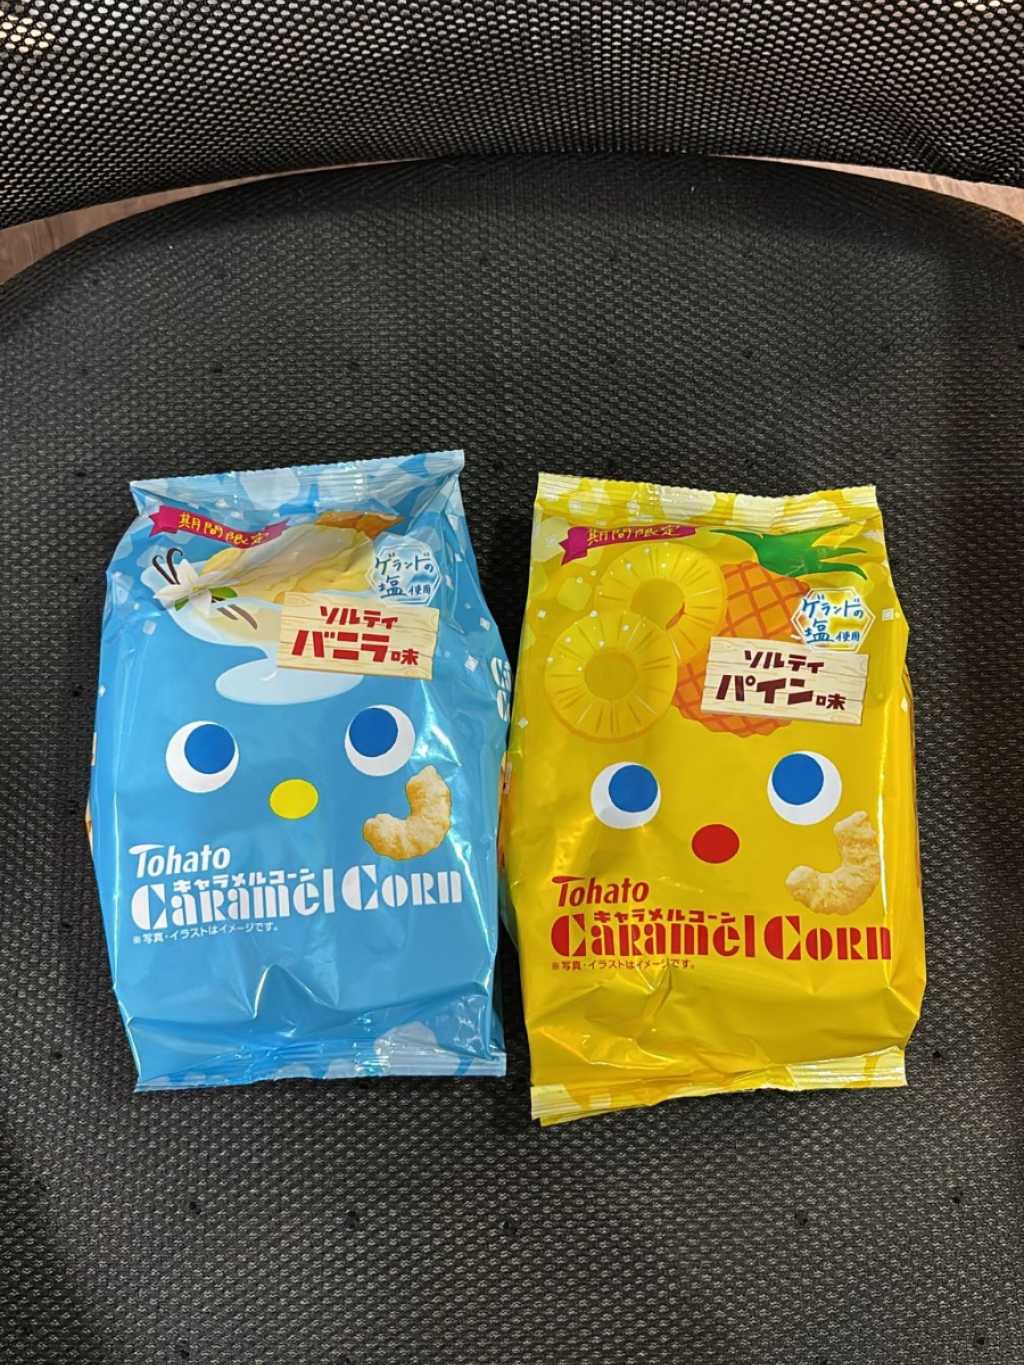 期間限定
ゲランドの
塩使用
ソルティ
バニラ味
Tohato
キャラメルコーン
Caramel Corn
※写真・イラストはイメージです。
期間限定
ゲランドの
塩使用
ソルティ
パイン味
Tohato
キャラメルコーン
Caramel Corn
※写真・イラストはイメージです。